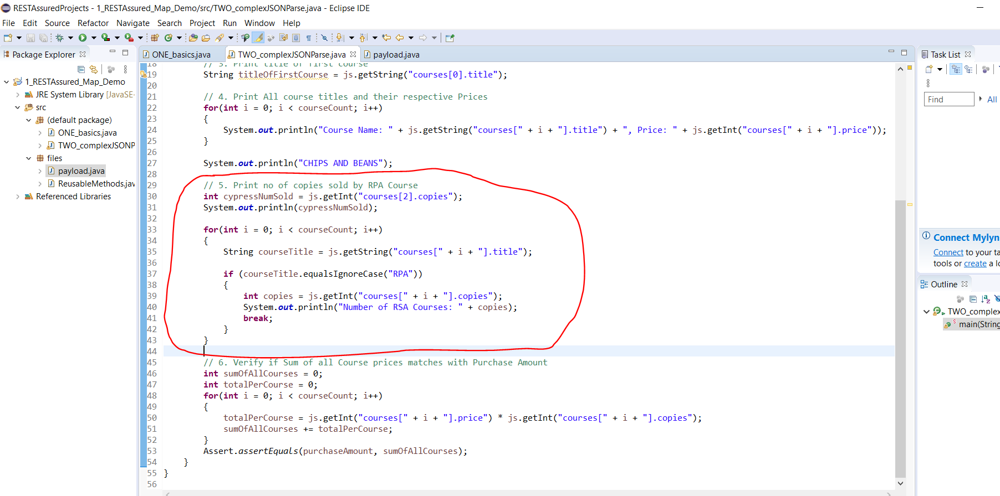 RESTAssuredProjects - 1_RESTAssured_Map_Demo/src/TWO_complexJSONParse.java - Eclipse IDE
File Edit Source Refactor Navigate Search Project Run Window Help
Package Explorer
1_RESTAssured_Map_Demo
JRE System Library [JavaSE-
src
(default package)
ONE_basics.java
TWO_complexJSONP
files
payload.java
ReusableMethods.jav
Referenced Libraries
ONE_basics.java TWO_complexJSONParse.java payload.java
18 // 3. Print title of first course
19 String titleOfFirstCourse = js.getString("courses[0].title");
20
21 // 4. Print All course titles and their respective Prices
22 for(int i = 0; i < courseCount; i++)
23 {
24 System.out.println("Course Name: " + js.getString("courses[" + i + "].title") + ", Price: " + js.getInt("courses[" + i + "].price"));
25 }
26
27 System.out.println("CHIPS AND BEANS");
28
29 // 5. Print no of copies sold by RPA Course
30 int cypressNumSold = js.getInt("courses[2].copies");
31 System.out.println(cypressNumSold);
32
33 for(int i = 0; i < courseCount; i++)
34 {
35 String courseTitle = js.getString("courses[" + i + "].title");
36
37 if (courseTitle.equalsIgnoreCase("RPA"))
38 {
39 int copies = js.getInt("courses[" + i + "].copies");
40 System.out.println("Number of RSA Courses: " + copies);
41 break;
42 }
43 }
44
45 // 6. Verify if Sum of all Course prices matches with Purchase Amount
46 int sumOfAllCourses = 0;
47 int totalPerCourse = 0;
48 for(int i = 0; i < courseCount; i++)
49 {
50 totalPerCourse = js.getInt("courses[" + i + "].price") * js.getInt("courses[" + i + "].copies");
51 sumOfAllCourses += totalPerCourse;
52 }
53 Assert.assertEquals(purchaseAmount, sumOfAllCourses);
54 }
55 }
56
Task List
Find All
Connect Mylyn
Connect to your ta
tools or create a lo
Outline
TWO_complex
main(String